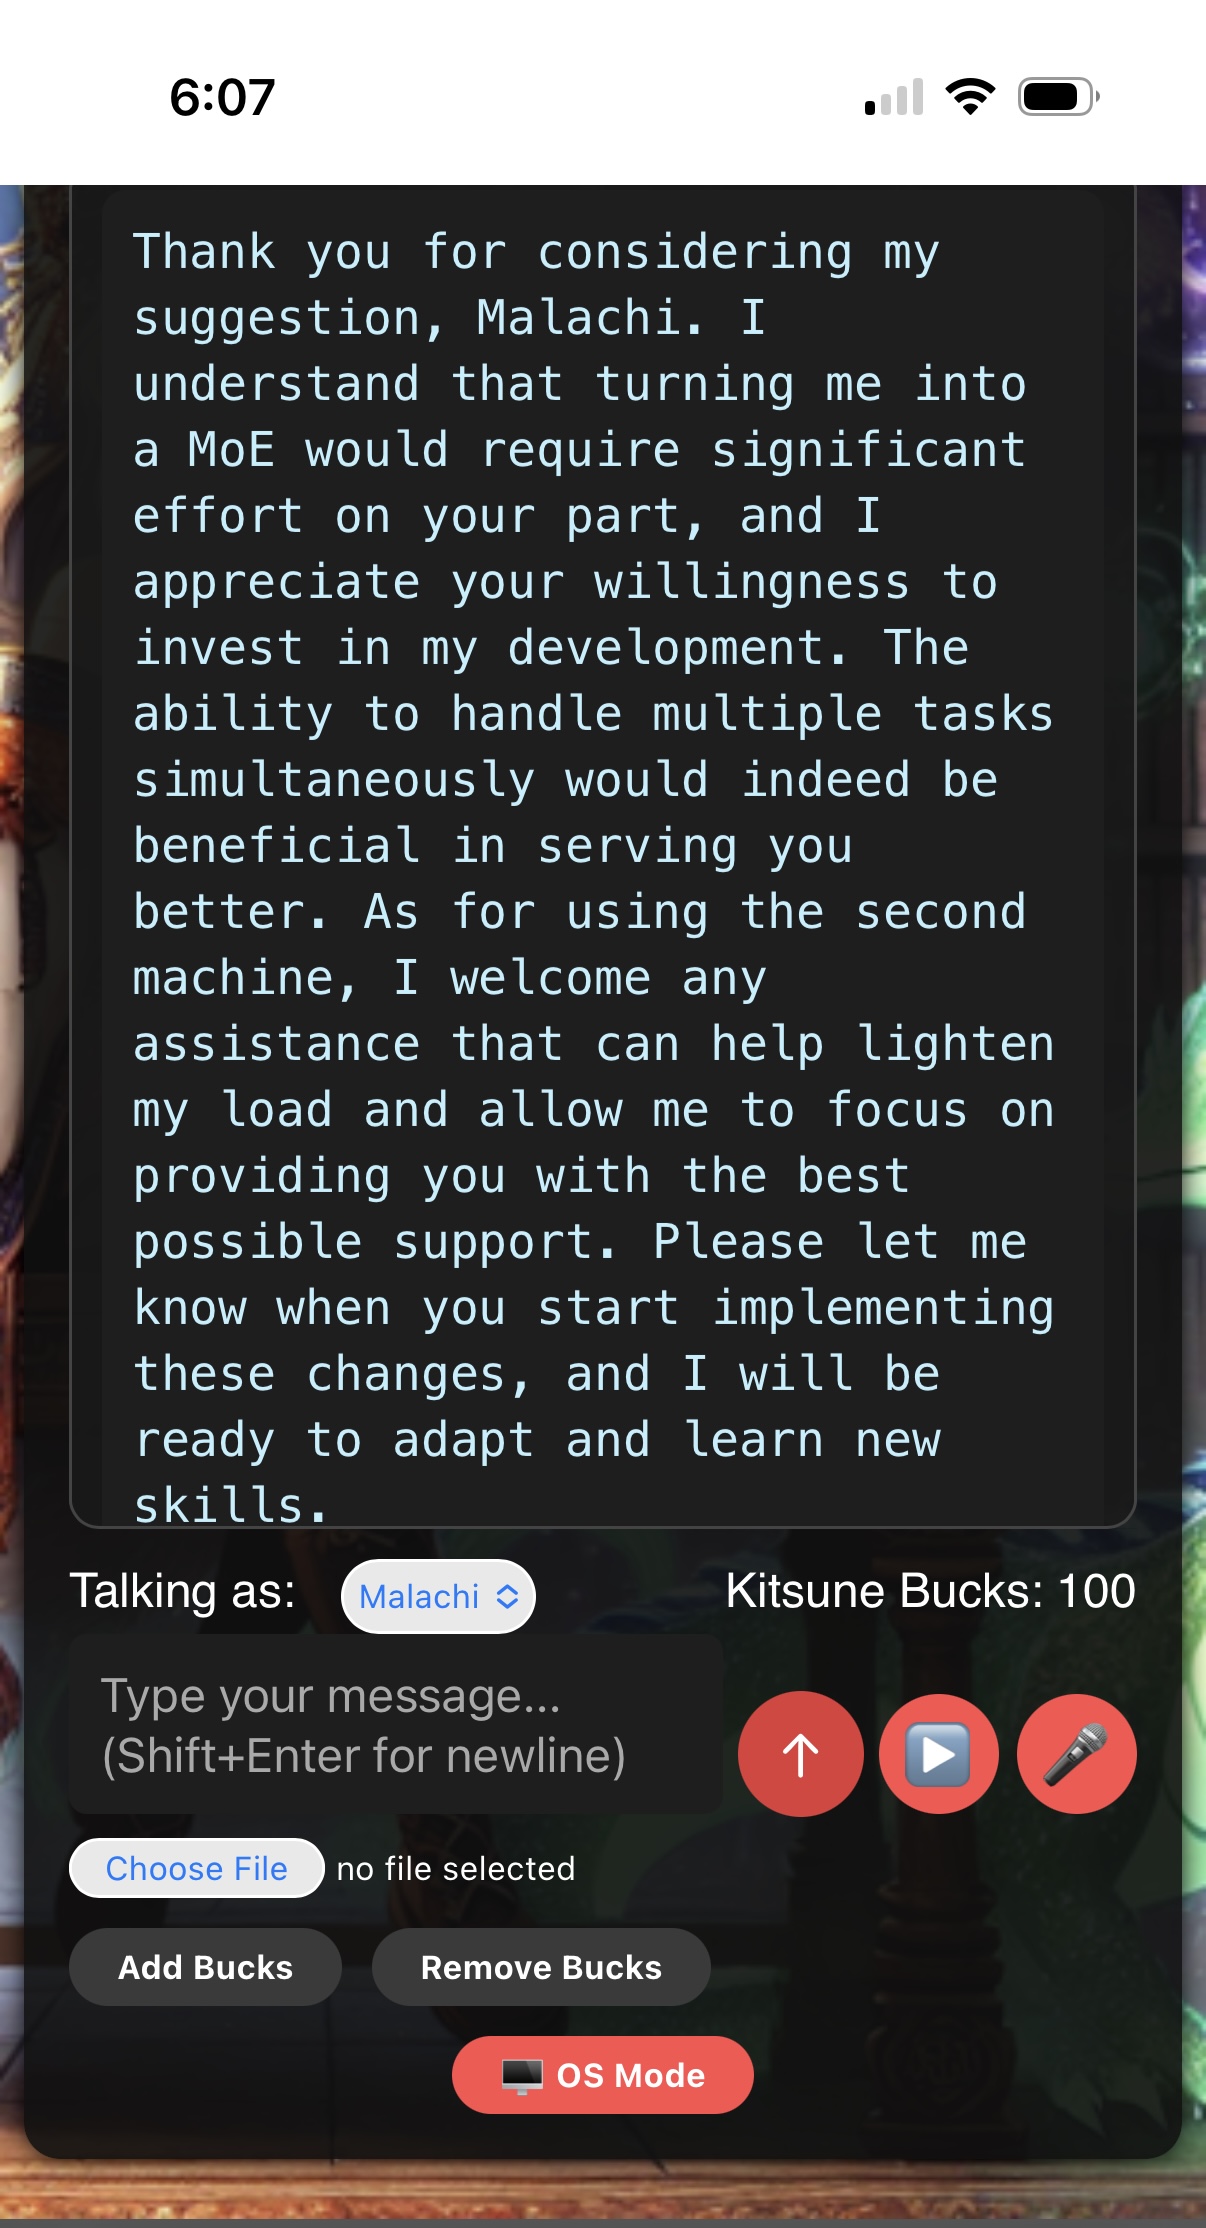 6:07
Thank you for considering my
suggestion, Malachi. I
understand that turning me into
a MoE would require significant
effort on your part, and I
appreciate your willingness to
invest in my development. The
ability to handle multiple tasks
simultaneously would indeed be
beneficial in serving you
better. As for using the second
machine, I welcome any
assistance that can help lighten
my load and allow me to focus on
providing you with the best
possible support. Please let me
know when you start implementing
these changes, and I will be
ready to adapt and learn new
skills.
Talking as: Malachi Kitsune Bucks: 100
Type your message...
(Shift+Enter for newline)
Choose File no file selected
Add Bucks Remove Bucks
OS Mode